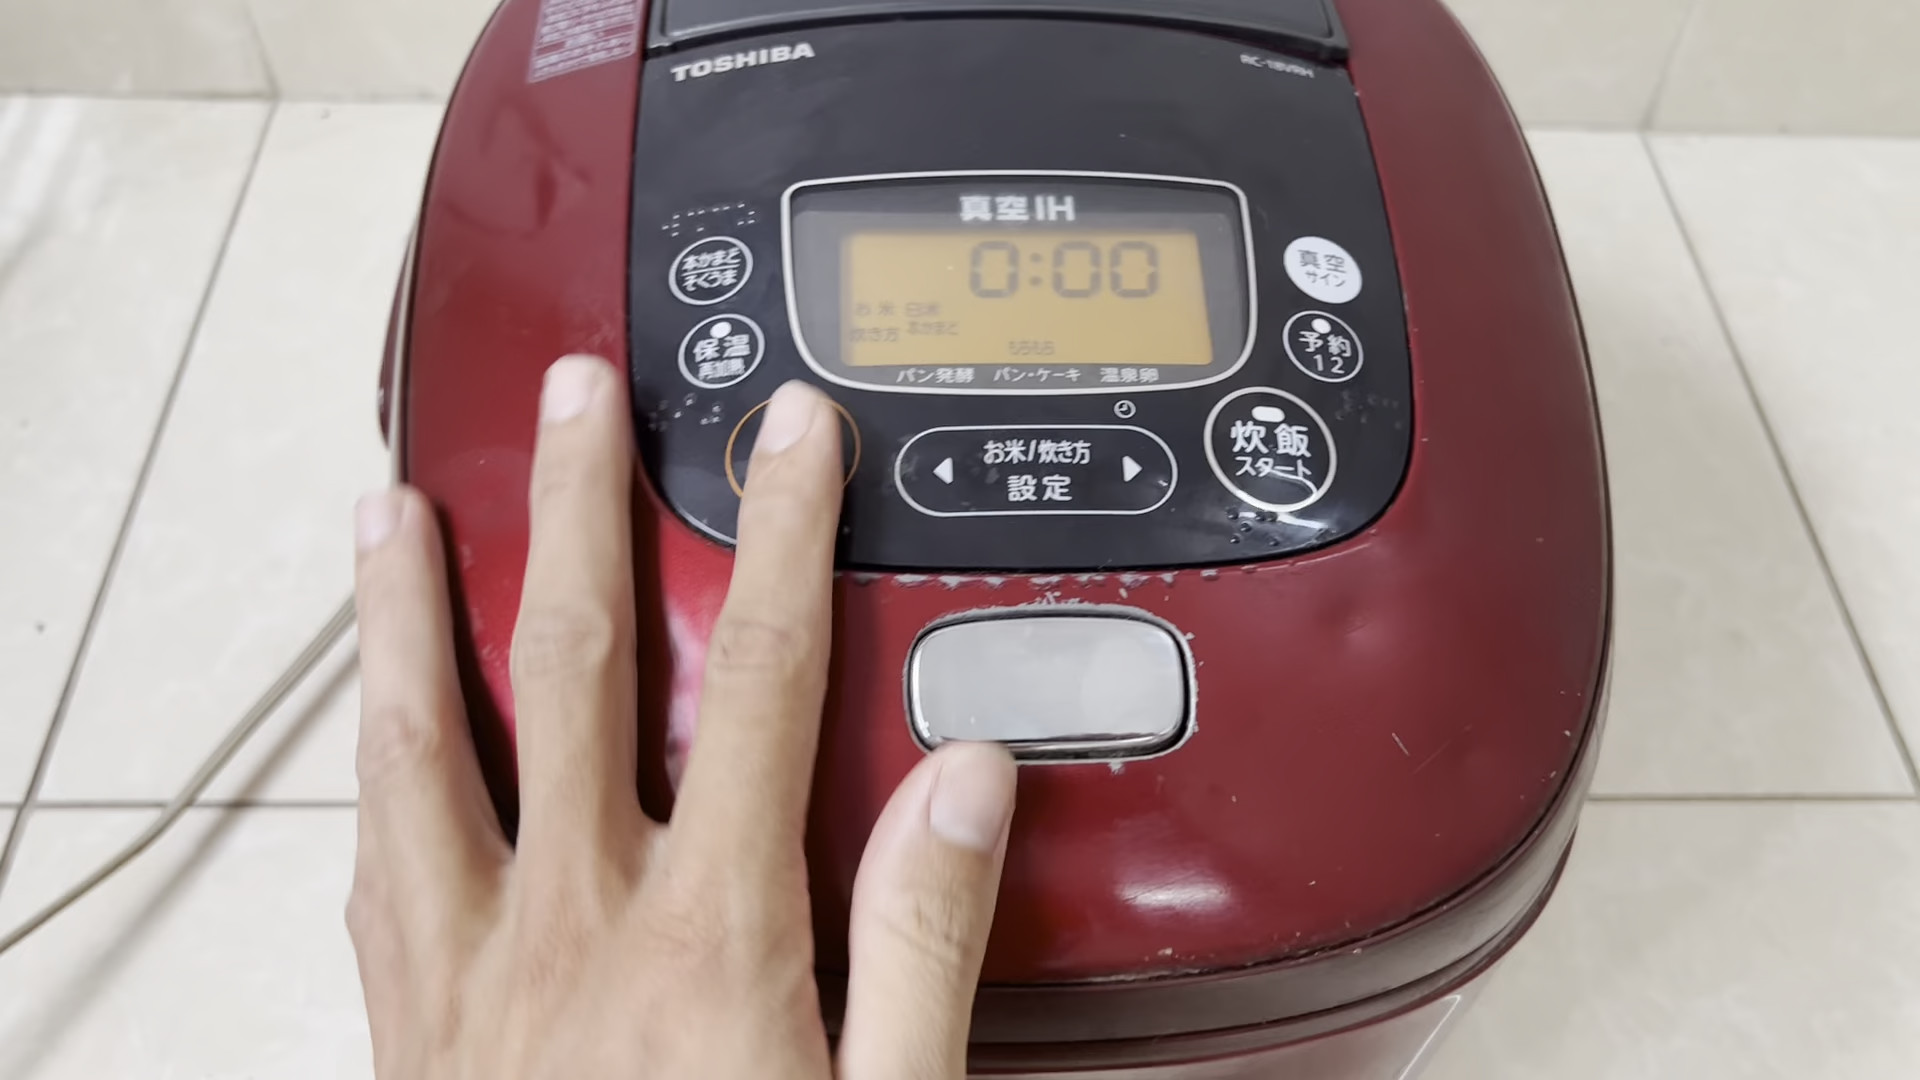 TOSHIBA
RC-18VRH
真空IH
0:00
お米 白米
炊き方 本かまど
本かまど
そくうま
保温
再加熱
真空
サイン
予約
12
パン発酵 パン・ケーキ 温泉卵
お米/炊き方
設定
炊飯
スタート